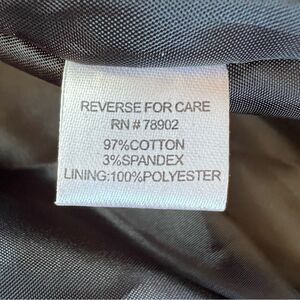 REVERSE FOR CARE
RN # 78902
97%COTTON
3%SPANDEX
LINING:100%POLYESTER